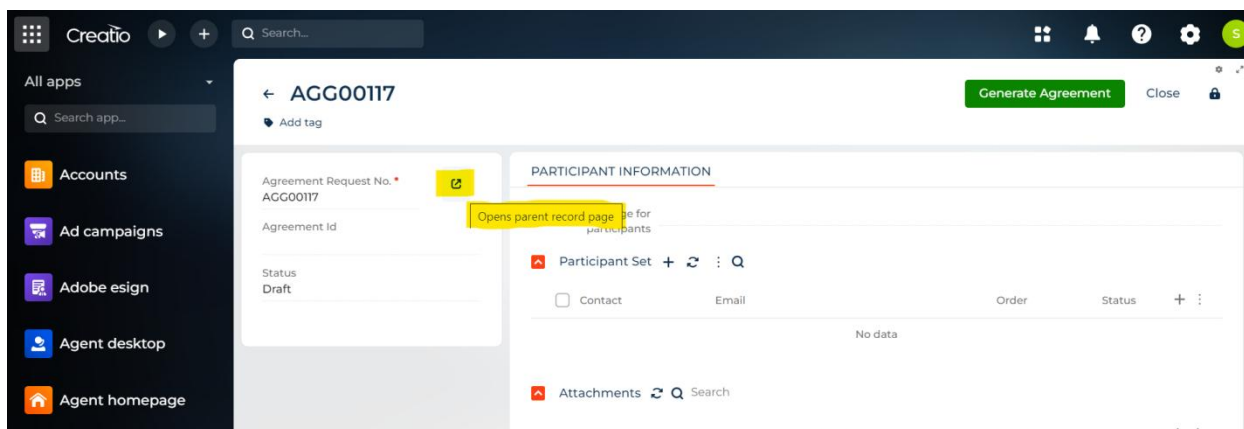 Creatio
Search...
S
All apps
Search app...
Accounts
Ad campaigns
Adobe esign
Agent desktop
Agent homepage
AGG00117
Add tag
Generate Agreement
Close
Agreement Request No. *
AGG00117
Opens parent record page
Agreement Id
Status
Draft
PARTICIPANT INFORMATION
for
participants
Participant Set
Contact Email Order Status
No data
Attachments Search